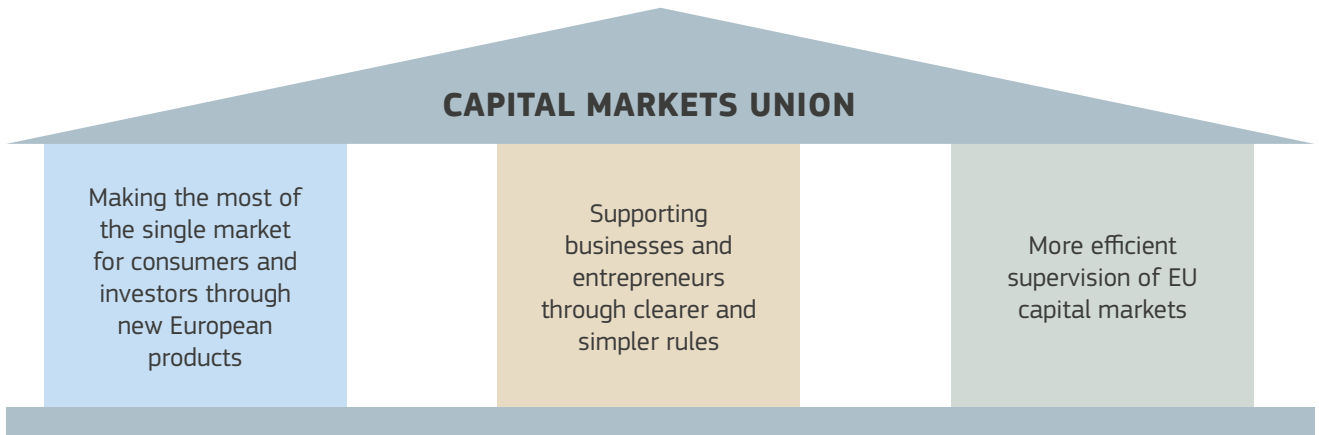 CAPITAL MARKETS UNION
Making the most of
the single market
for consumers and
investors through
new European
products
Supporting
businesses and
entrepreneurs
through clearer and
simpler rules
More efficient
supervision of EU
capital markets